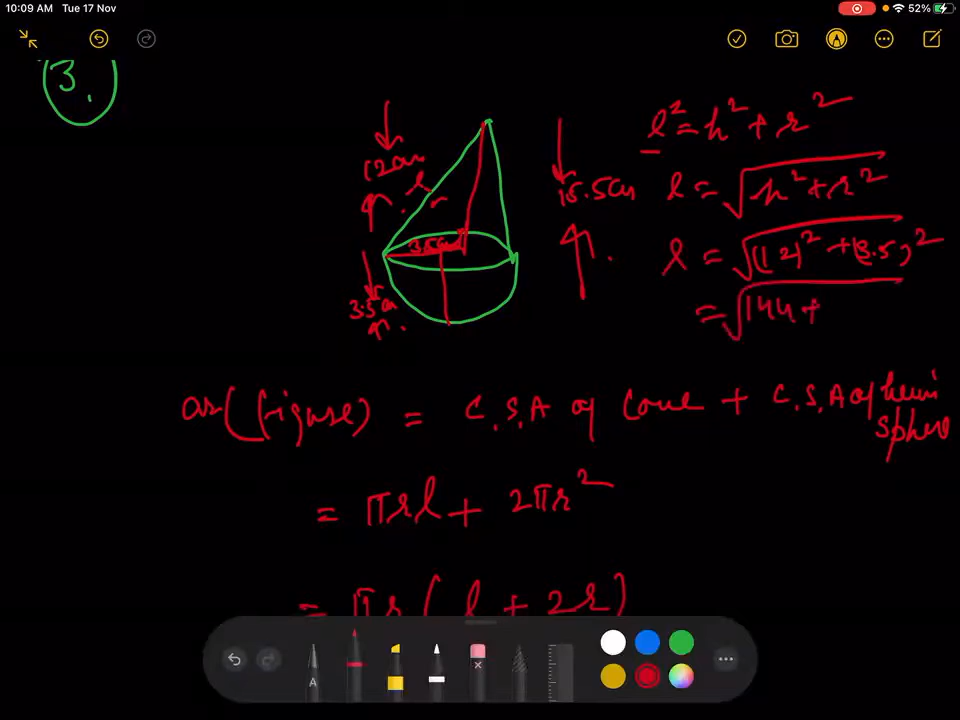 10:09 AM Tue 17 Nov
52%
3.
12cm
l
3.5cm
3.5cm
15.5cm
l² = h² + r²
l = √h² + r²
l = √(12)² + (3.5)²
= √144 +
ar(figure) = C.S.A of Cone + C.S.A of hemi
sphere
= πrl + 2πr²
= πr(l + 2r)
A